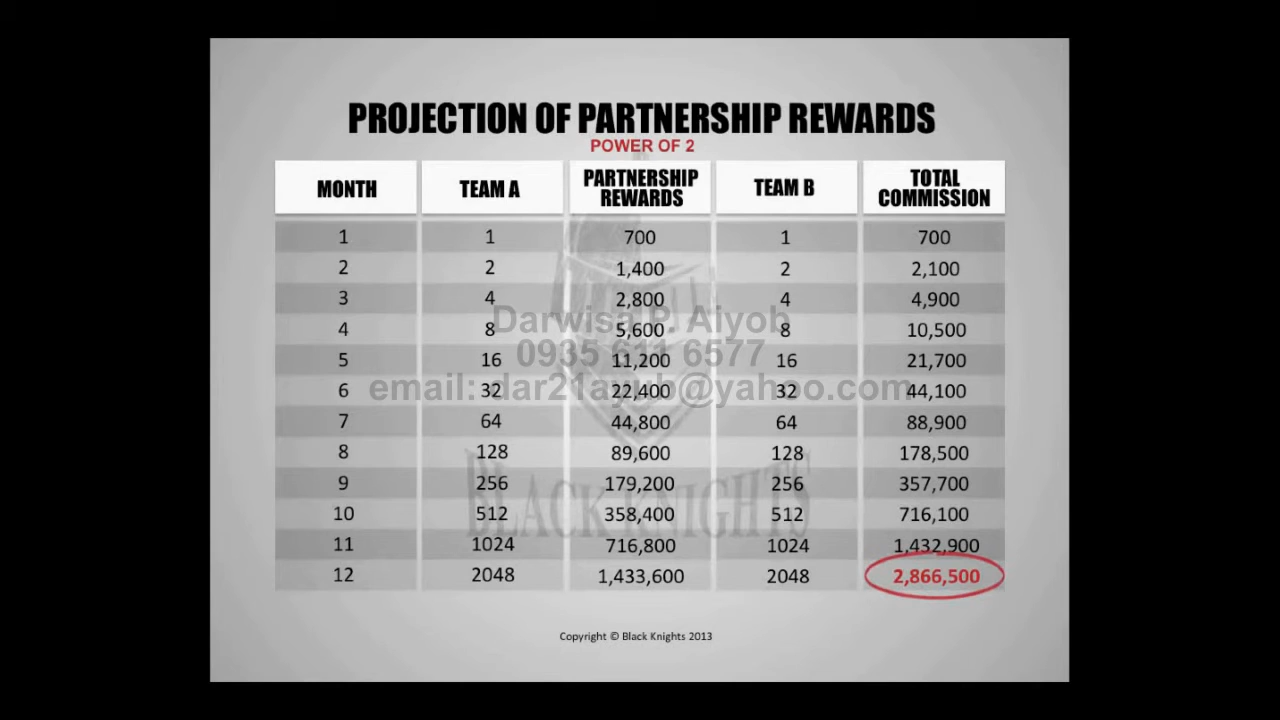 PROJECTION OF PARTNERSHIP REWARDS
POWER OF 2
MONTH TEAM A PARTNERSHIP REWARDS TEAM B TOTAL COMMISSION
1 1 700 1 700
2 2 1,400 2 2,100
3 4 2,800 4 4,900
4 8 5,600 8 10,500
5 16 11,200 16 21,700
6 32 22,400 32 44,100
7 64 44,800 64 88,900
8 128 89,600 128 178,500
9 256 179,200 256 357,700
10 512 358,400 512 716,100
11 1024 716,800 1024 1,432,900
12 2048 1,433,600 2048 2,866,500
Darwisa P. Aiyob
0935 611 6577
email: dar21ayub@yahoo.com
BLACK KNIGHTS
Copyright © Black Knights 2013